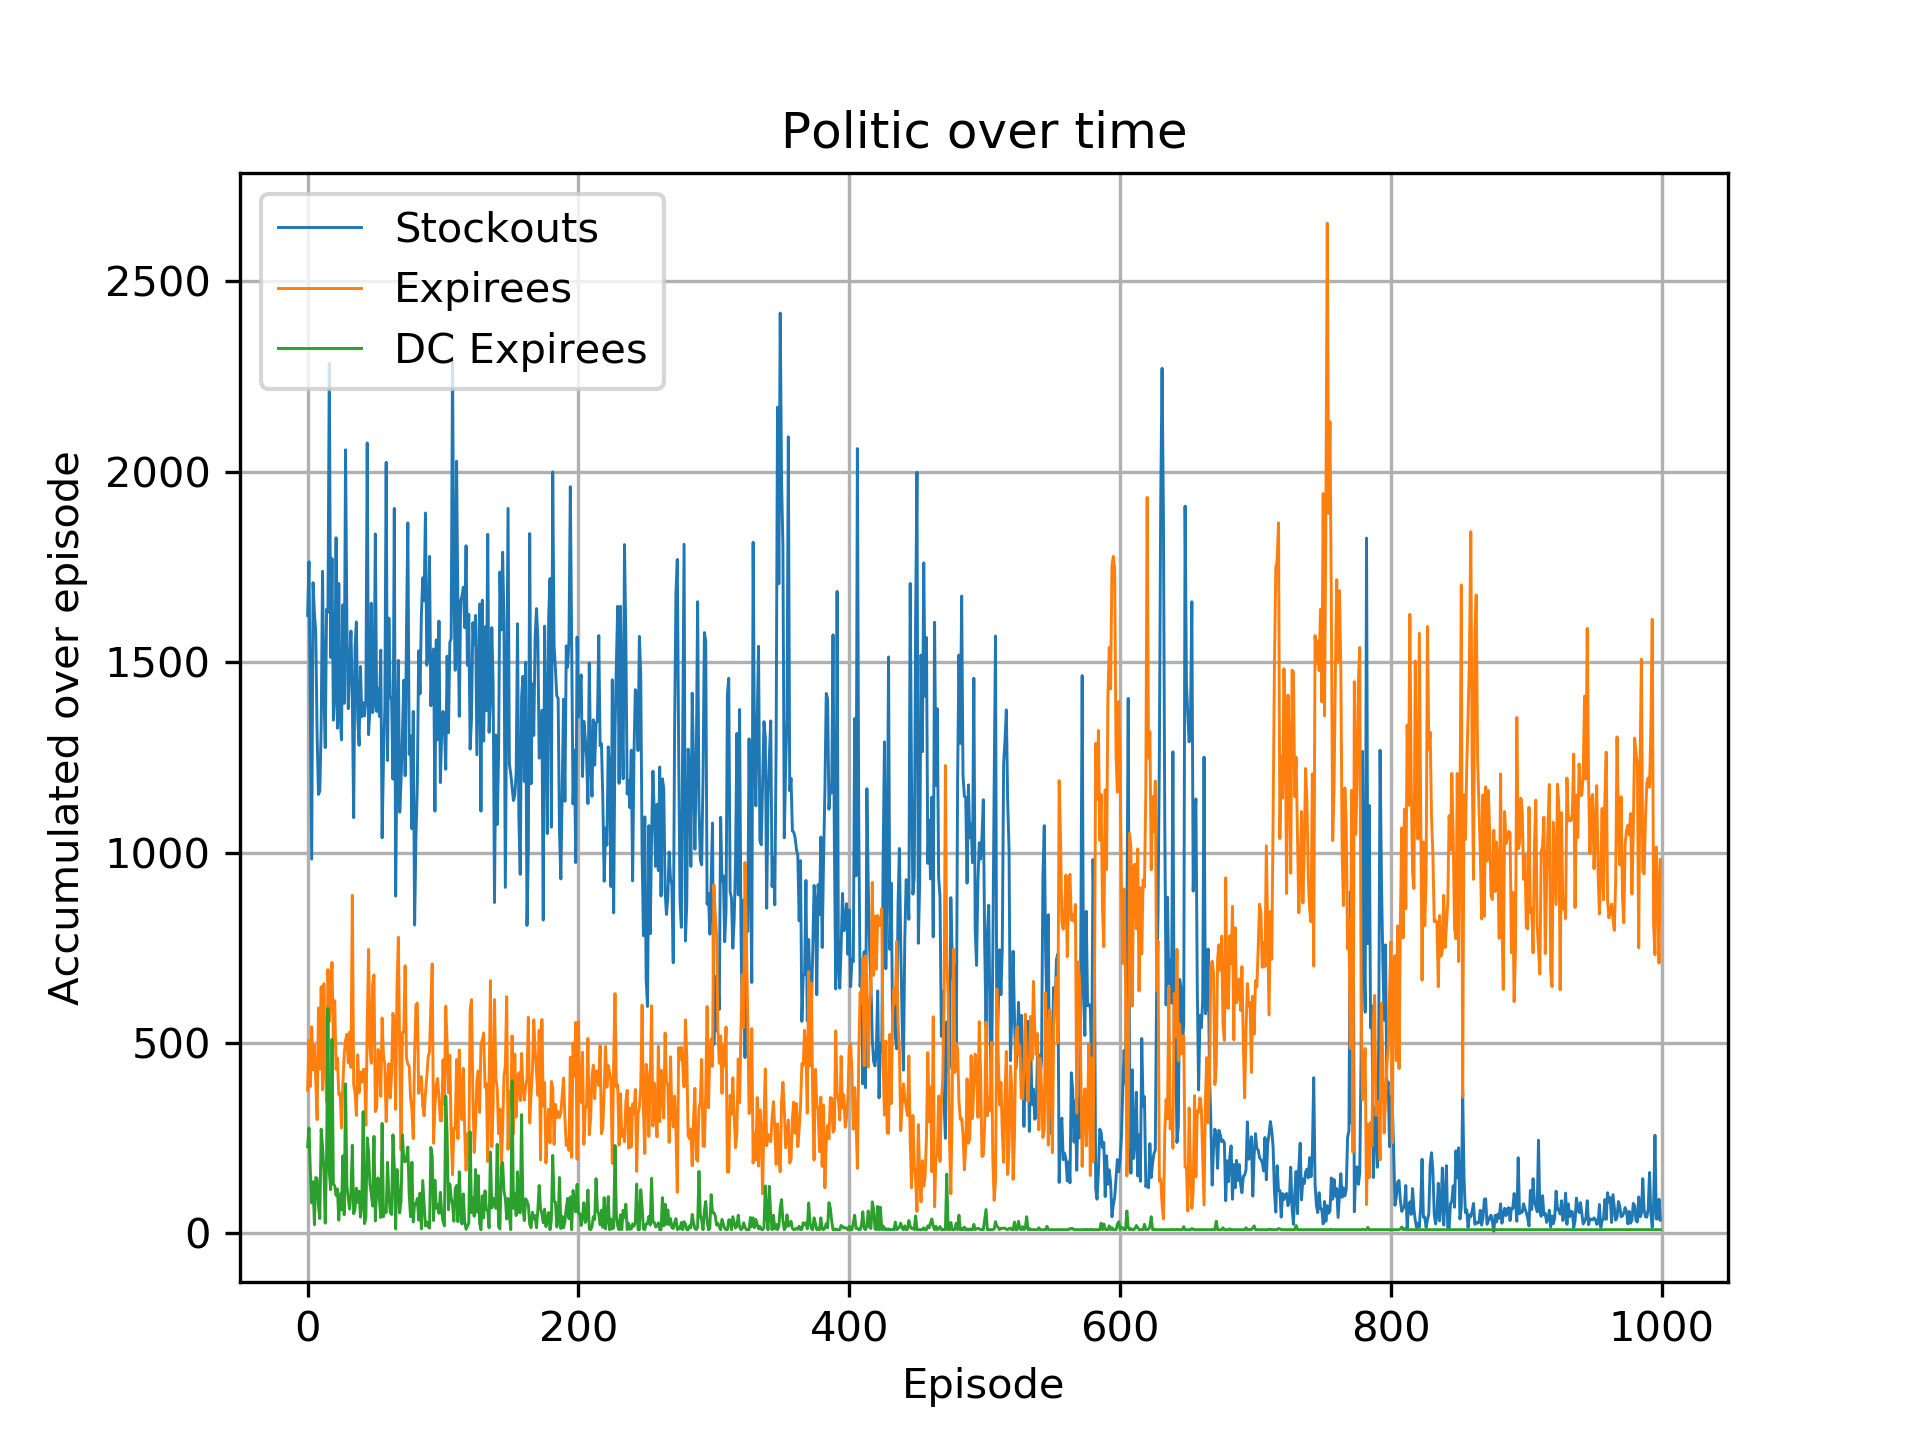 Politic over time
Stockouts
Expirees
DC Expirees
Accumulated over episode
2500
2000
1500
1000
500
0
0 200 400 600 800 1000
Episode